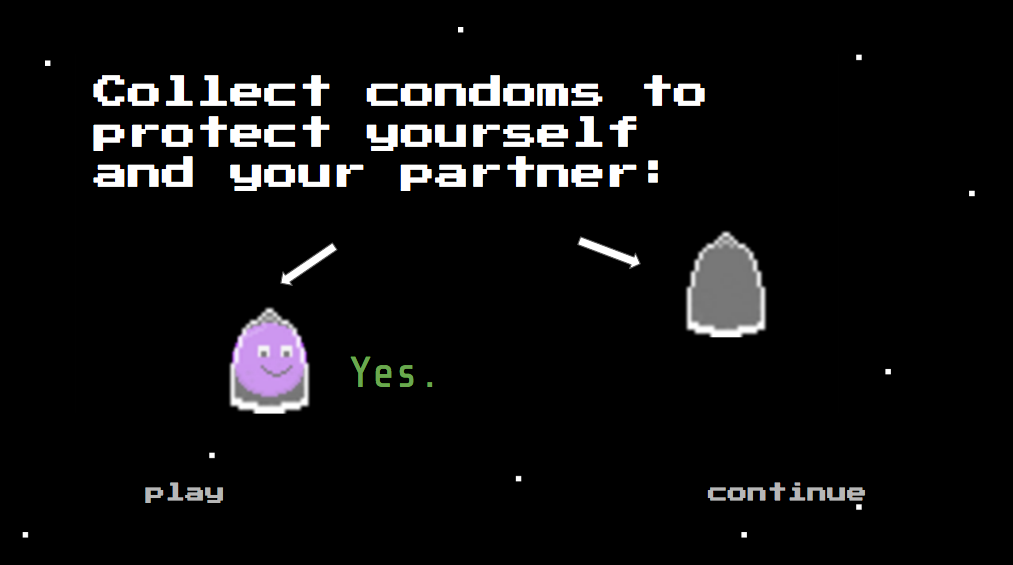 Collect condoms to
protect yourself
and your partner:
Yes.
play
continue